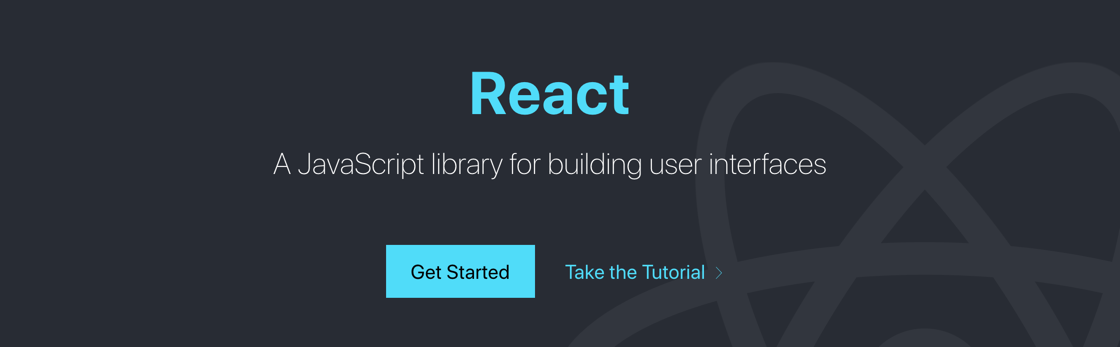 React
A JavaScript library for building user interfaces
Get Started
Take the Tutorial >